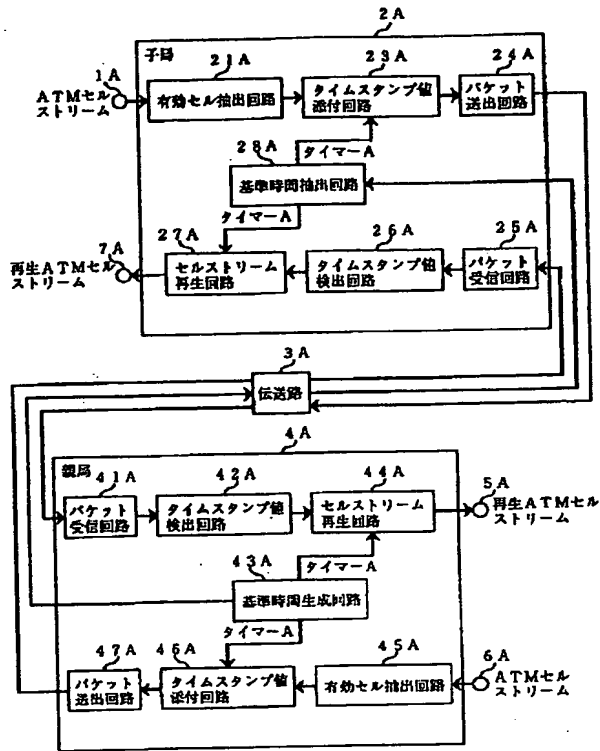 2A
子局
1A
ATMセル
ストリーム
21A
有効セル抽出回路
23A
タイムスタンプ値
添付回路
24A
パケット
送出回路
タイマーA
28A
基準時間抽出回路
タイマーA
27A
セルストリーム
再生回路
26A
タイムスタンプ値
検出回路
25A
パケット
受信回路
7A
再生ATMセル
ストリーム
3A
伝送路
4A
親局
41A
パケット
受信回路
42A
タイムスタンプ値
検出回路
44A
セルストリーム
再生回路
5A
再生ATMセル
ストリーム
タイマーA
43A
基準時間生成回路
タイマーA
47A
パケット
送出回路
46A
タイムスタンプ値
添付回路
45A
有効セル抽出回路
6A
ATMセル
ストリーム